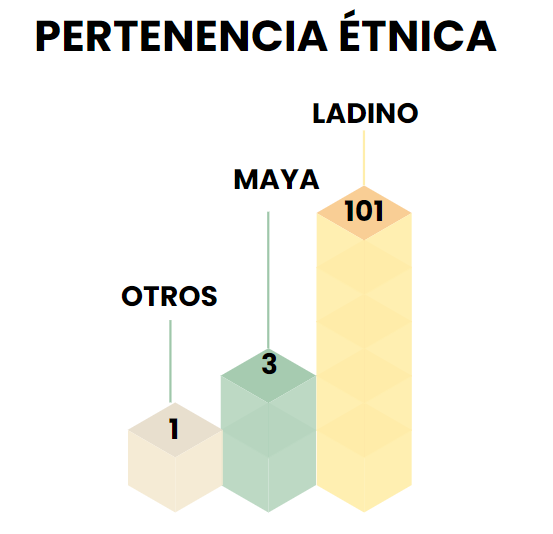 PERTENENCIA ÉTNICA
LADINO
MAYA
101
OTROS
3
1